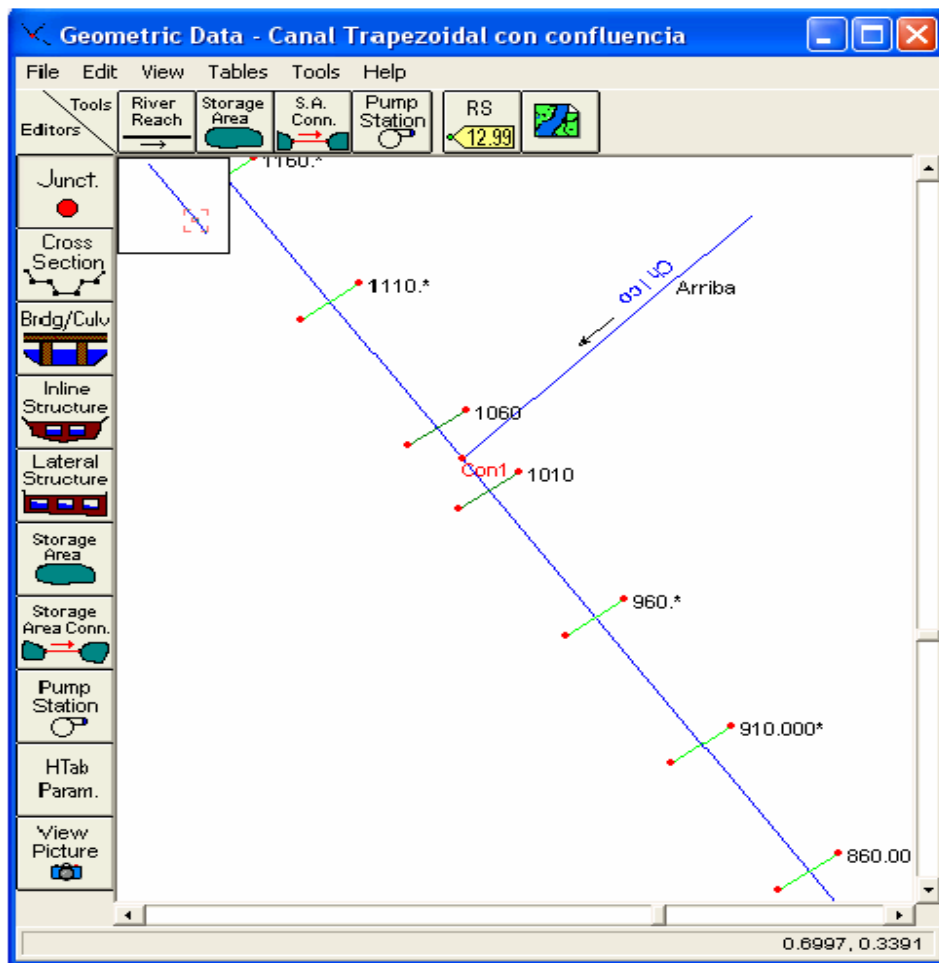 Geometric Data - Canal Trapezoidal con confluencia
File Edit View Tables Tools Help
Tools
Editors
River
Reach
Storage
Area
S.A.
Conn.
Pump
Station
RS
12.99
Junct.
Cross
Section
Brdg/Culv
Inline
Structure
Lateral
Structure
Storage
Area
Storage
Area Conn.
Pump
Station
HTab
Param.
View
Picture
1160.*
1110.*
Chico
Arriba
1060
Con1
1010
960.*
910.000*
860.00
0.6997, 0.3391